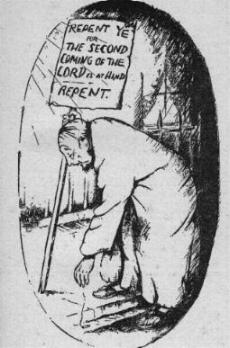 REPENT YE
FOR
THE SECOND
COMING OF THE
LORD IS AT HAND
REPENT.